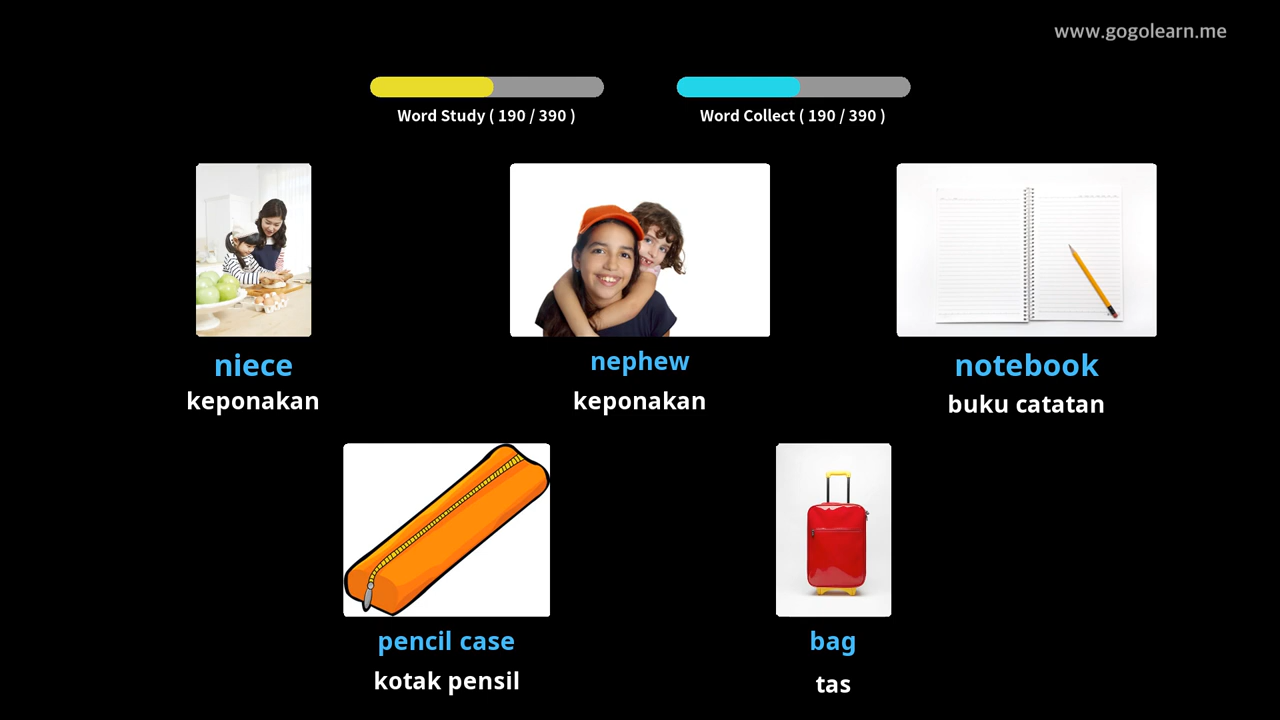 www.gogolearn.me
Word Study ( 190 / 390 )
Word Collect ( 190 / 390 )
niece
keponakan
nephew
keponakan
notebook
buku catatan
pencil case
kotak pensil
bag
tas